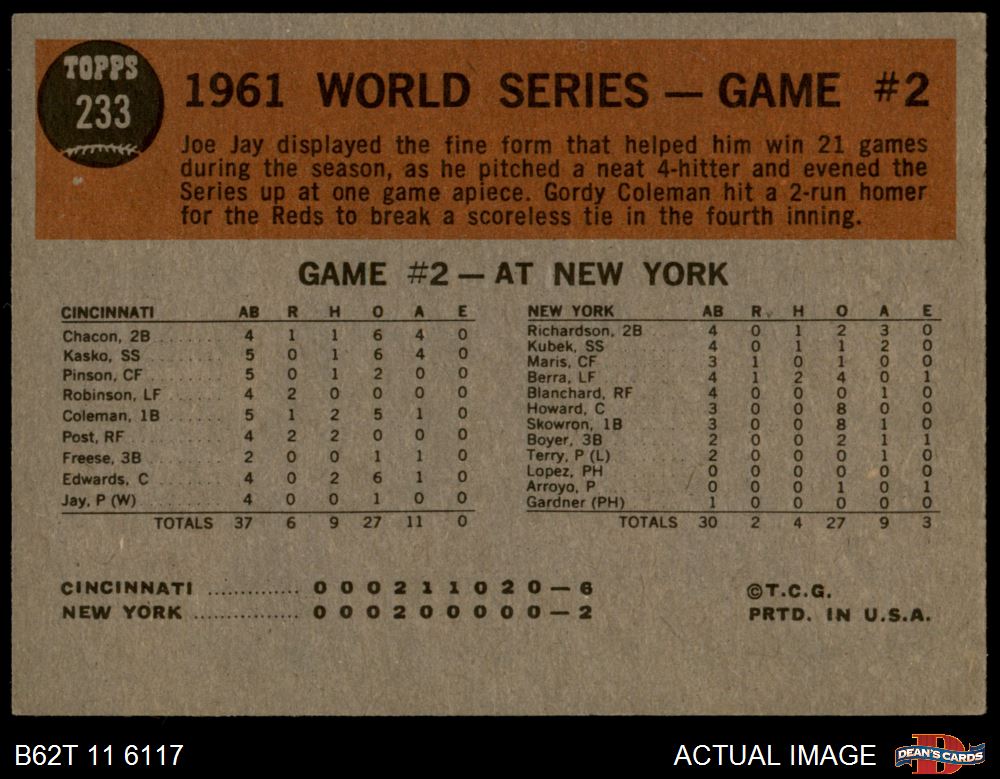 TOPPS
233
1961 WORLD SERIES — GAME #2
Joe Jay displayed the fine form that helped him win 21 games
during the season, as he pitched a neat 4-hitter and evened the
Series up at one game apiece. Gordy Coleman hit a 2-run homer
for the Reds to break a scoreless tie in the fourth inning.
GAME #2 — AT NEW YORK
CINCINNATI AB R H O A E
Chacon, 2B 4 1 1 6 4 0
Kasko, SS 5 0 1 6 4 0
Pinson, CF 5 0 1 2 0 0
Robinson, LF 4 2 0 0 0 0
Coleman, 1B 5 1 2 5 1 0
Post, RF 4 2 2 0 0 0
Freese, 3B 2 0 0 1 1 0
Edwards, C 4 0 2 6 1 0
Jay, P (W) 4 0 0 1 0 0
TOTALS 37 6 9 27 11 0
NEW YORK AB R H O A E
Richardson, 2B 4 0 1 2 3 0
Kubek, SS 4 0 1 1 2 0
Maris, CF 3 1 0 1 0 0
Berra, LF 4 1 2 4 0 1
Blanchard, RF 4 0 0 0 1 0
Howard, C 3 0 0 8 0 0
Skowron, 1B 3 0 0 8 1 0
Boyer, 3B 2 0 0 2 1 1
Terry, P (L) 2 0 0 0 1 0
Lopez, PH 0 0 0 0 0 0
Arroyo, P 0 0 0 1 0 1
Gardner (PH) 1 0 0 0 0 0
TOTALS 30 2 4 27 9 3
CINCINNATI .............. 0 0 0 2 1 1 0 2 0 — 6
NEW YORK ................ 0 0 0 2 0 0 0 0 0 — 2
©T.C.G.
PRTD. IN U.S.A.
B62T 11 6117
ACTUAL IMAGE
DEAN'S CARDS